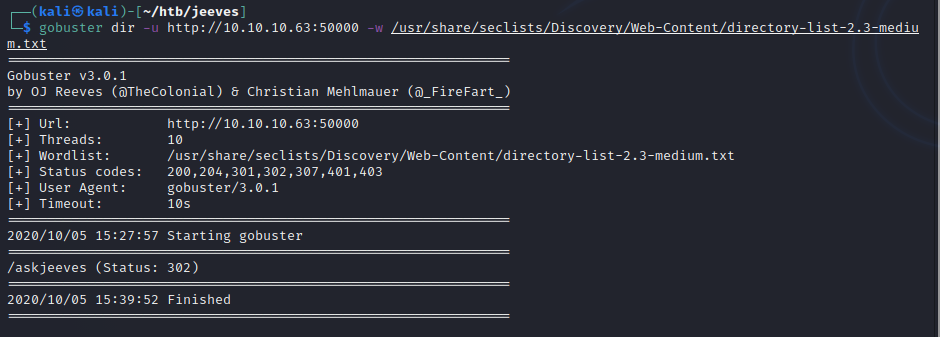 ┌──(kali㉿kali)-[~/htb/jeeves]
└─$ gobuster dir -u http://10.10.10.63:50000 -w /usr/share/seclists/Discovery/Web-Content/directory-list-2.3-mediu
m.txt
===============================================================
Gobuster v3.0.1
by OJ Reeves (@TheColonial) & Christian Mehlmauer (@_FireFart_)
===============================================================
[+] Url:            http://10.10.10.63:50000
[+] Threads:        10
[+] Wordlist:       /usr/share/seclists/Discovery/Web-Content/directory-list-2.3-medium.txt
[+] Status codes:   200,204,301,302,307,401,403
[+] User Agent:     gobuster/3.0.1
[+] Timeout:        10s
===============================================================
2020/10/05 15:27:57 Starting gobuster
===============================================================
/askjeeves (Status: 302)
===============================================================
2020/10/05 15:39:52 Finished
===============================================================